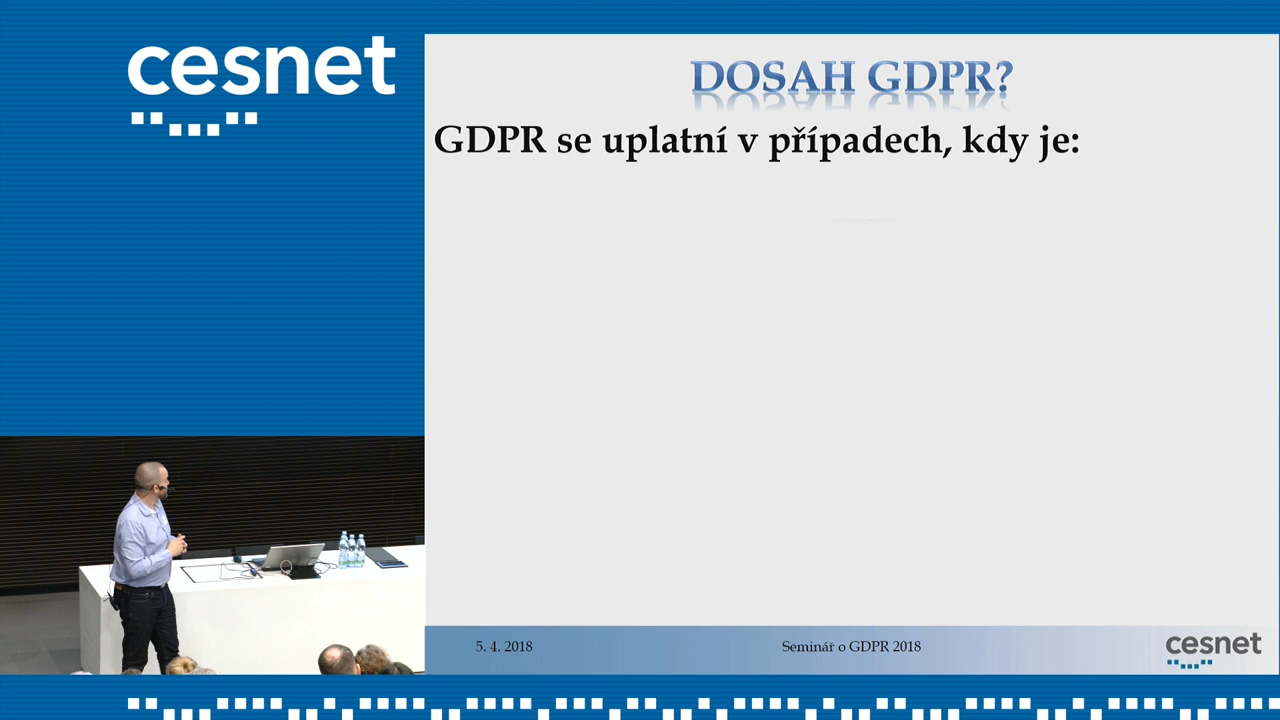 cesnet
DOSAH GDPR?
GDPR se uplatní v případech, kdy je:
5. 4. 2018
Seminář o GDPR 2018
cesnet